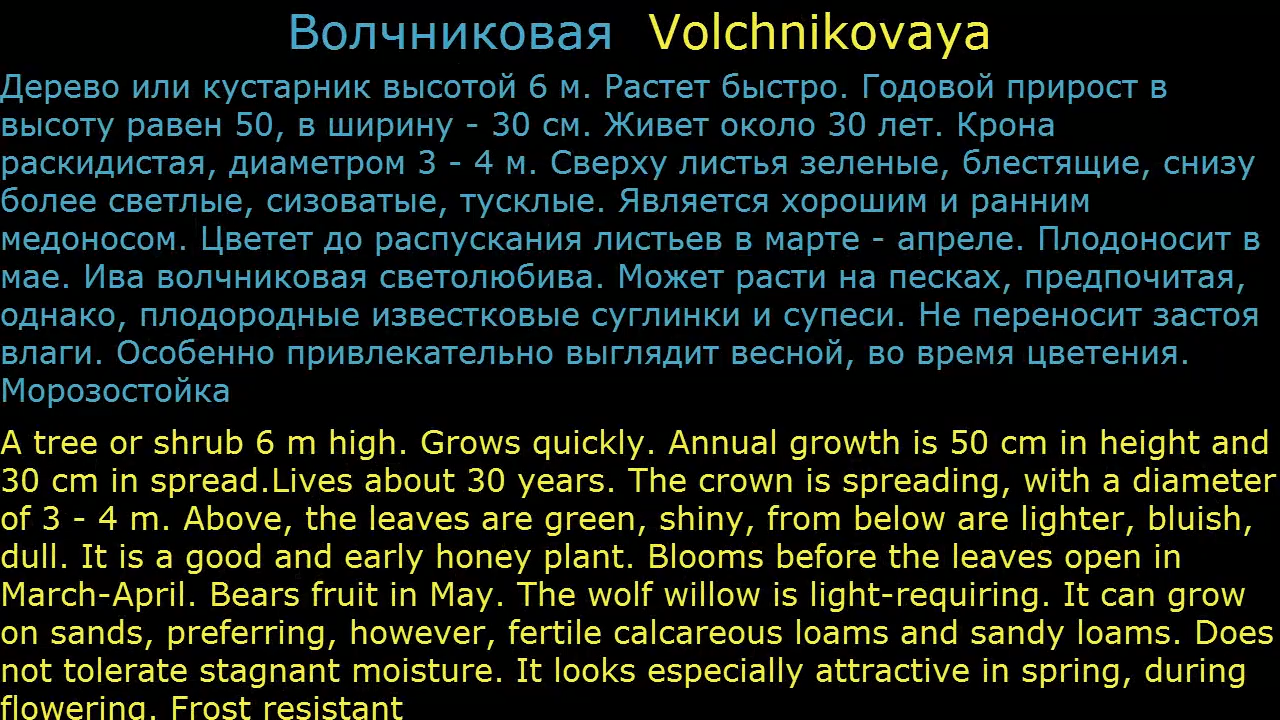 Волчниковая Volchnikovaya
Дерево или кустарник высотой 6 м. Растет быстро. Годовой прирост в
высоту равен 50, в ширину - 30 см. Живет около 30 лет. Крона
раскидистая, диаметром 3 - 4 м. Сверху листья зеленые, блестящие, снизу
более светлые, сизоватые, тусклые. Является хорошим и ранним
медоносом. Цветет до распускания листьев в марте - апреле. Плодоносит в
мае. Ива волчниковая светолюбива. Может расти на песках, предпочитая,
однако, плодородные известковые суглинки и супеси. Не переносит застоя
влаги. Особенно привлекательно выглядит весной, во время цветения.
Морозостойка
A tree or shrub 6 m high. Grows quickly. Annual growth is 50 cm in height and
30 cm in spread.Lives about 30 years. The crown is spreading, with a diameter
of 3 - 4 m. Above, the leaves are green, shiny, from below are lighter, bluish,
dull. It is a good and early honey plant. Blooms before the leaves open in
March-April. Bears fruit in May. The wolf willow is light-requiring. It can grow
on sands, preferring, however, fertile calcareous loams and sandy loams. Does
not tolerate stagnant moisture. It looks especially attractive in spring, during
flowering. Frost resistant